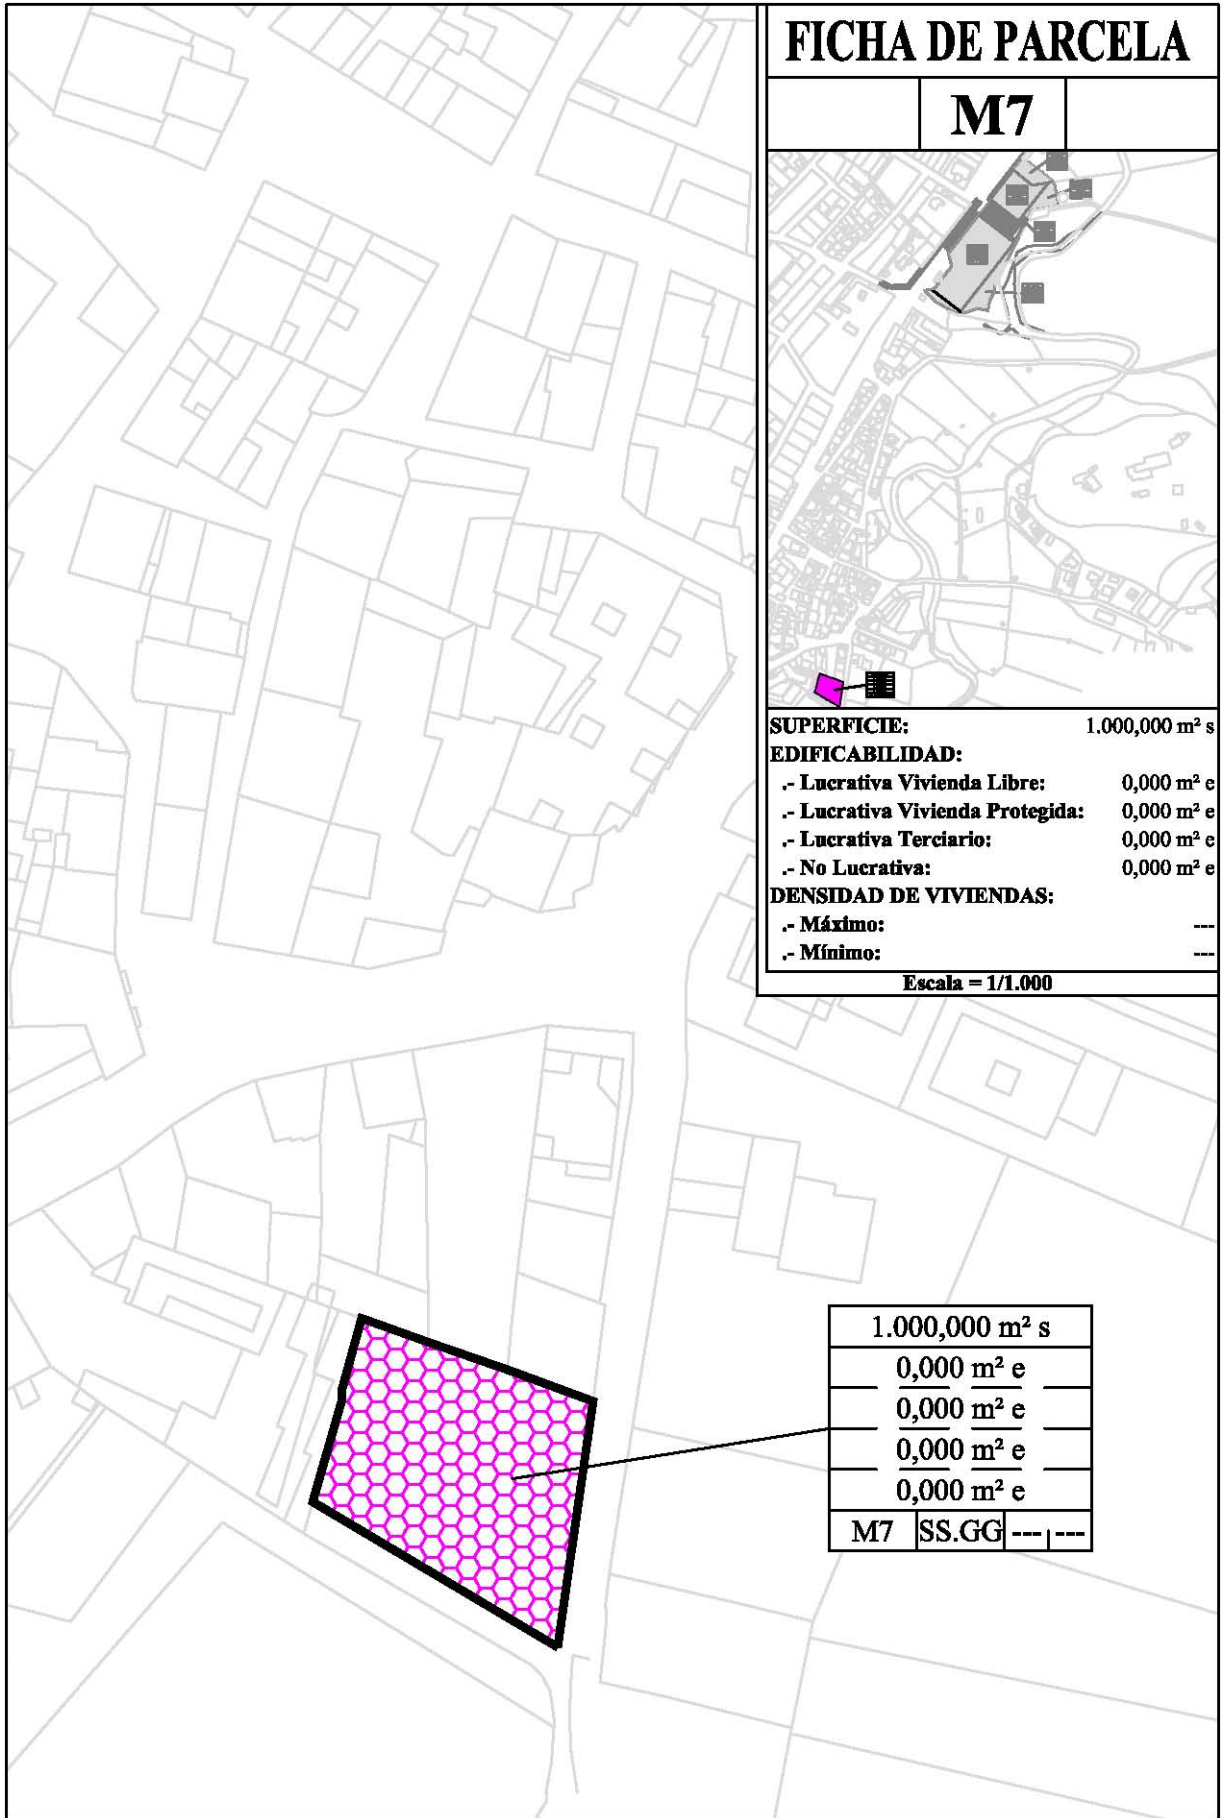 FICHA DE PARCELA
M7
SUPERFICIE: 1.000,000 m² s
EDIFICABILIDAD:
.- Lucrativa Vivienda Libre: 0,000 m² e
.- Lucrativa Vivienda Protegida: 0,000 m² e
.- Lucrativa Terciario: 0,000 m² e
.- No Lucrativa: 0,000 m² e
DENSIDAD DE VIVIENDAS:
.- Máximo: ---
.- Mínimo: ---
Escala = 1/1.000
1.000,000 m² s
0,000 m² e
0,000 m² e
0,000 m² e
0,000 m² e
M7 SS.GG --- ---